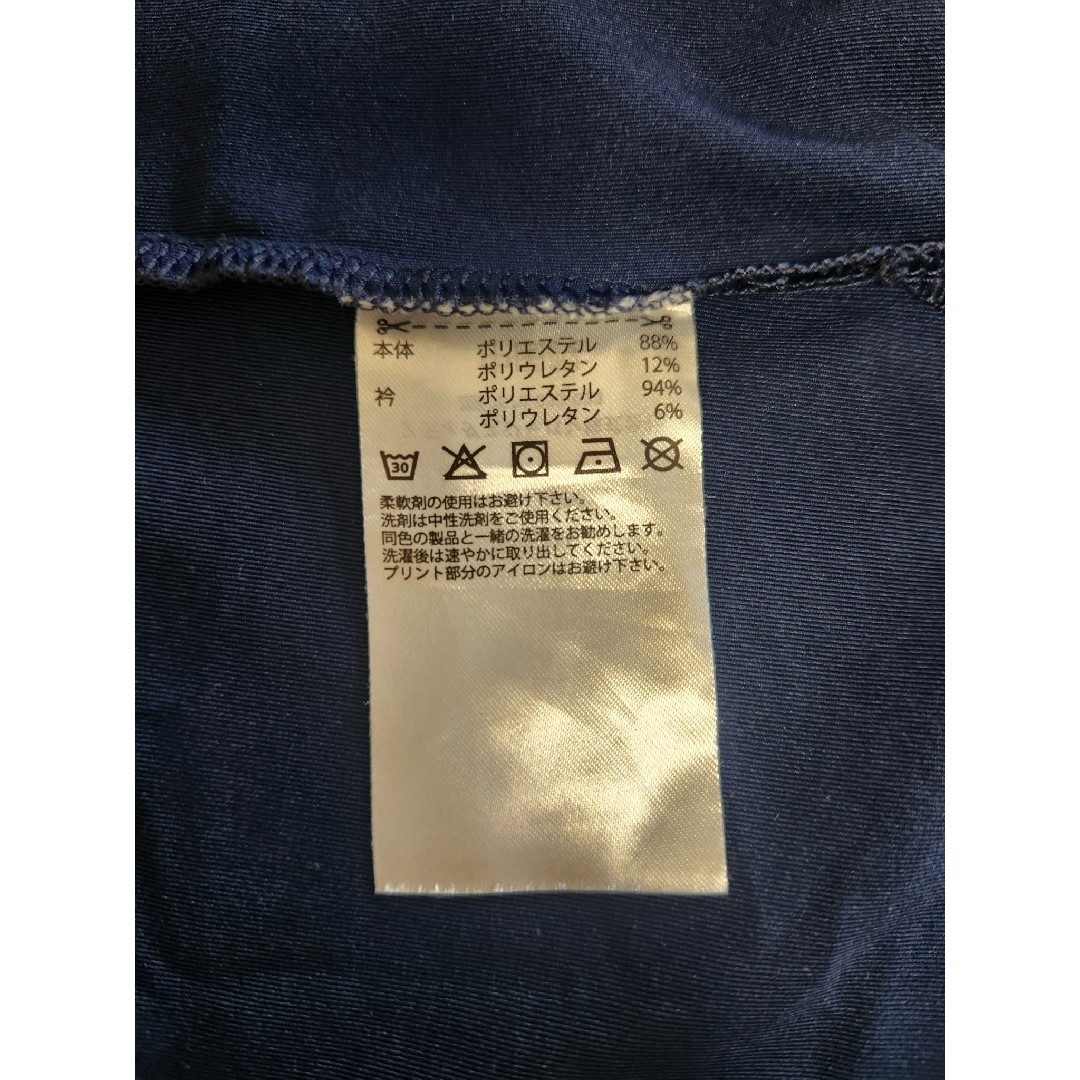 本体 ポリエステル 88%
ポリウレタン 12%
衿 ポリエステル 94%
ポリウレタン 6%
30
柔軟剤の使用はお避け下さい。
洗剤は中性洗剤をご使用ください。
同色の製品と一緒の洗濯をお勧めします。
洗濯後は速やかに取り出してください。
プリント部分のアイロンはお避け下さい。